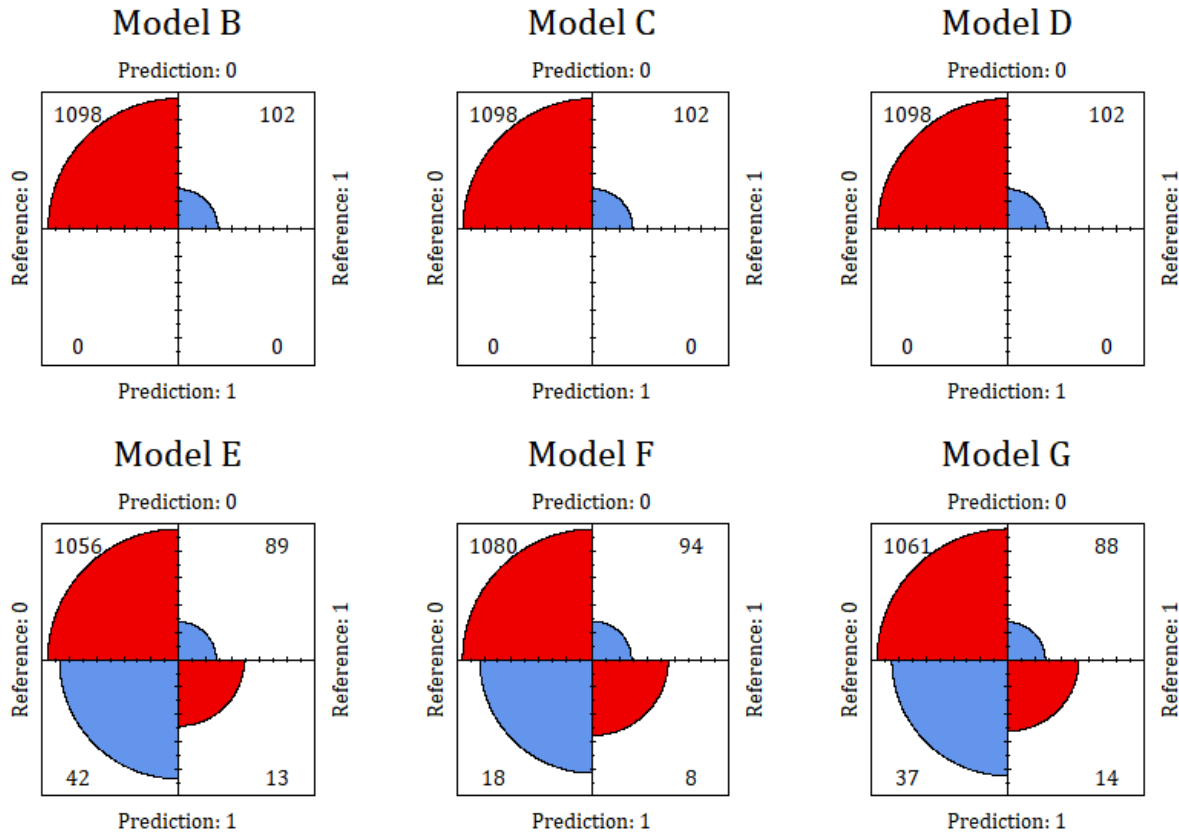 Model B
Model C
Model D
Prediction: 0
Prediction: 0
Prediction: 0
1098
102
1098
102
1098
102
Reference: 0
Reference: 1
Reference: 0
Reference: 1
Reference: 0
Reference: 1
0
0
0
0
0
0
Prediction: 1
Prediction: 1
Prediction: 1
Model E
Model F
Model G
Prediction: 0
Prediction: 0
Prediction: 0
1056
89
1080
94
1061
88
Reference: 0
Reference: 1
Reference: 0
Reference: 1
Reference: 0
Reference: 1
42
13
18
8
37
14
Prediction: 1
Prediction: 1
Prediction: 1